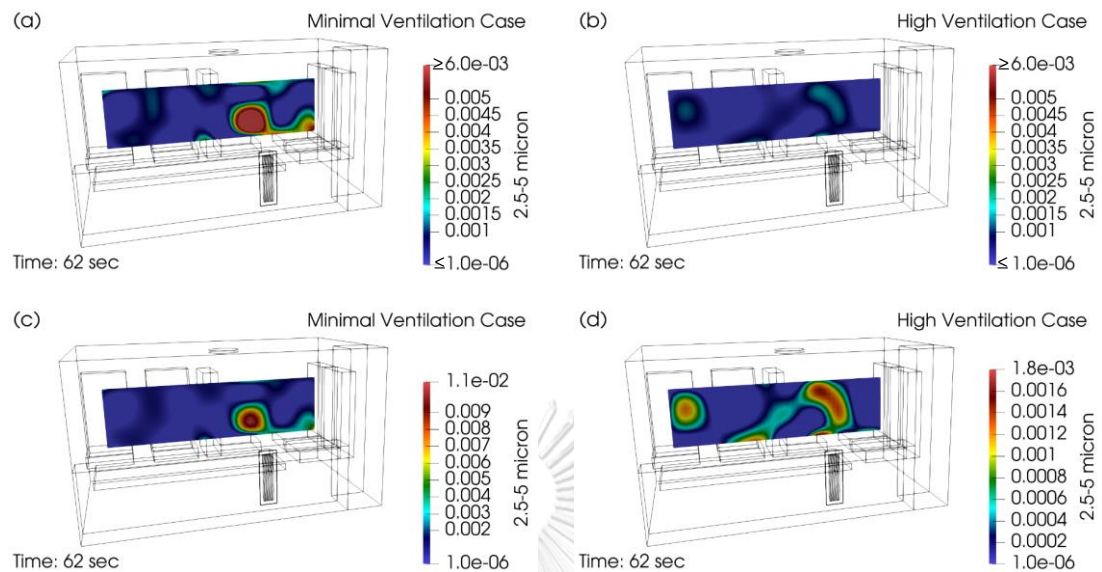 (a)
Minimal Ventilation Case
≥6.0e-03
0.005
0.0045
0.004
0.0035
0.003
0.0025
0.002
0.0015
0.001
≤1.0e-06
2.5-5 micron
Time: 62 sec
(b)
High Ventilation Case
≥6.0e-03
0.005
0.0045
0.004
0.0035
0.003
0.0025
0.002
0.0015
0.001
≤1.0e-06
2.5-5 micron
Time: 62 sec
(c)
Minimal Ventilation Case
1.1e-02
0.009
0.008
0.007
0.006
0.005
0.004
0.003
0.002
1.0e-06
2.5-5 micron
Time: 62 sec
(d)
High Ventilation Case
1.8e-03
0.0016
0.0014
0.0012
0.001
0.0008
0.0006
0.0004
0.0002
1.0e-06
2.5-5 micron
Time: 62 sec